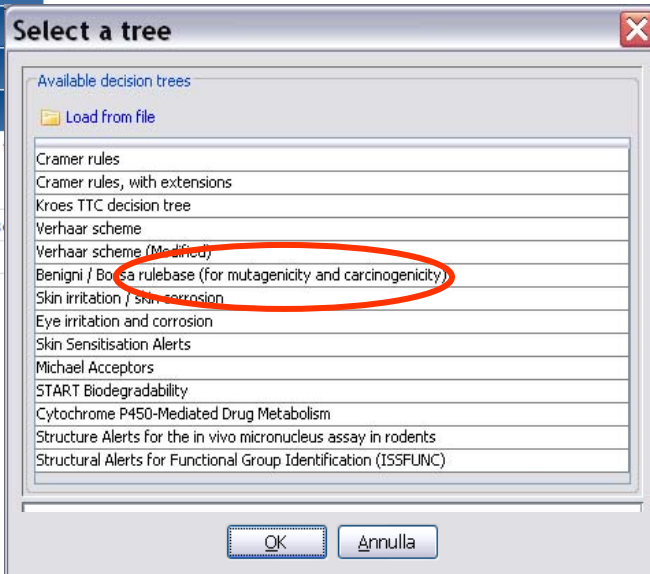 Select a tree
Available decision trees
Load from file
Cramer rules
Cramer rules, with extensions
Kroes TTC decision tree
Verhaar scheme
Verhaar scheme (Modified)
Benigni / Bossa rulebase (for mutagenicity and carcinogenicity)
Skin irritation / skin corrosion
Eye irritation and corrosion
Skin Sensitisation Alerts
Michael Acceptors
START Biodegradability
Cytochrome P450-Mediated Drug Metabolism
Structure Alerts for the in vivo micronucleus assay in rodents
Structural Alerts for Functional Group Identification (ISSFUNC)
OK Annulla